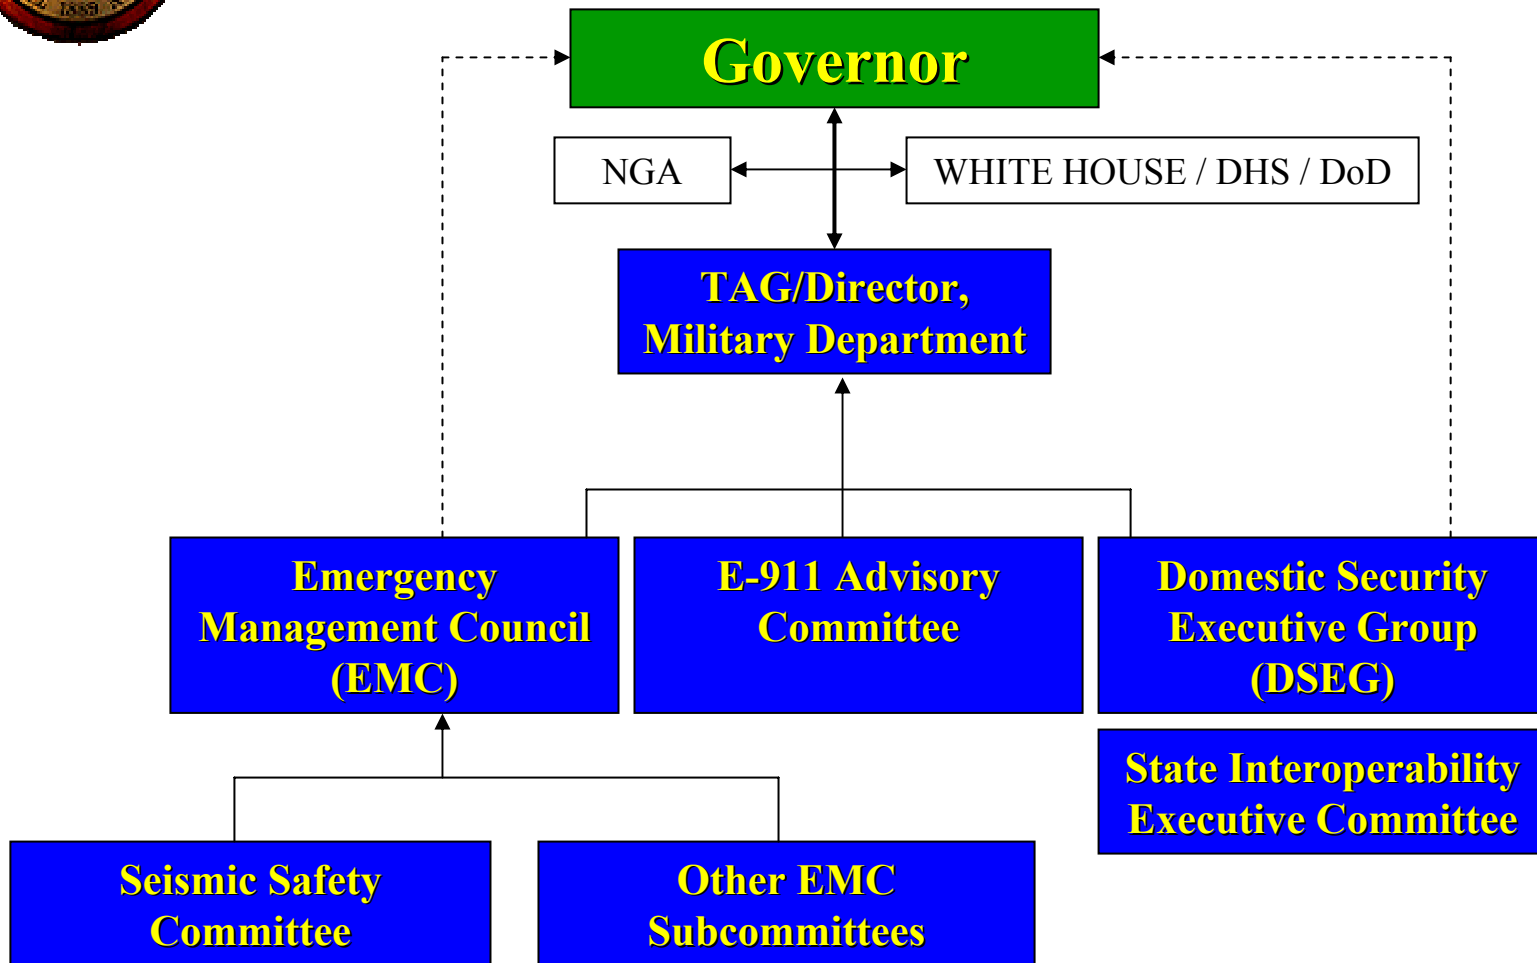 1889
Governor
NGA
WHITE HOUSE / DHS / DoD
TAG/Director,
Military Department
Emergency
Management Council
(EMC)
E-911 Advisory
Committee
Domestic Security
Executive Group
(DSEG)
State Interoperability
Executive Committee
Seismic Safety
Committee
Other EMC
Subcommittees